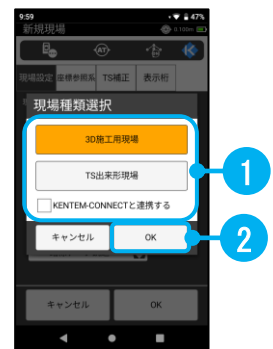 9:59
47%
新規現場
0.100m
AT
現場設定 座標参照系 TS補正 表示桁
現場種類選択
3D施工用現場
TS出来形現場
KENTEM-CONNECTと連携する
キャンセル OK
キャンセル OK
1
2